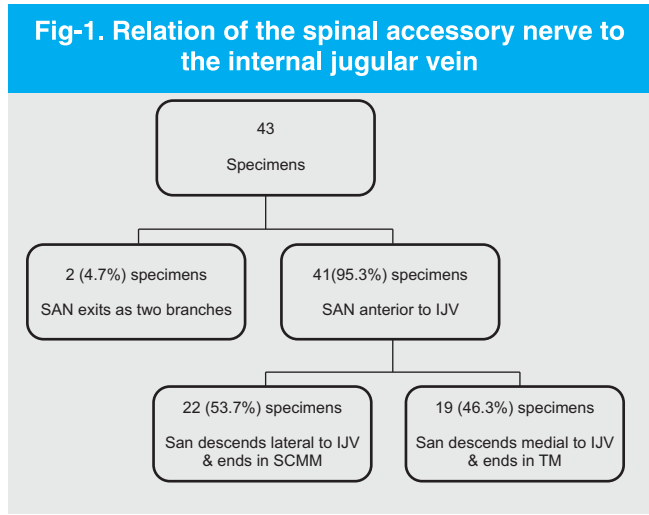 Fig-1. Relation of the spinal accessory nerve to
the internal jugular vein
43
Specimens
2 (4.7%) specimens
SAN exits as two branches
41(95.3%) specimens
SAN anterior to IJV
22 (53.7%) specimens
San descends lateral to IJV
& ends in SCMM
19 (46.3%) specimens
San descends medial to IJV
& ends in TM